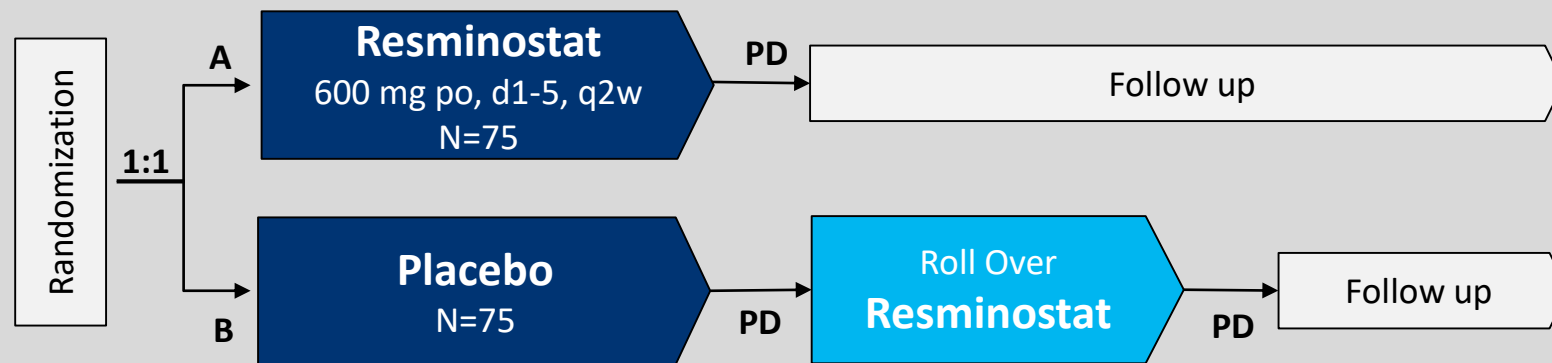 Randomization
1:1
A
Resminostat
600 mg po, d1-5, q2w
N=75
PD
Follow up
B
Placebo
N=75
PD
Roll Over
Resminostat
PD
Follow up